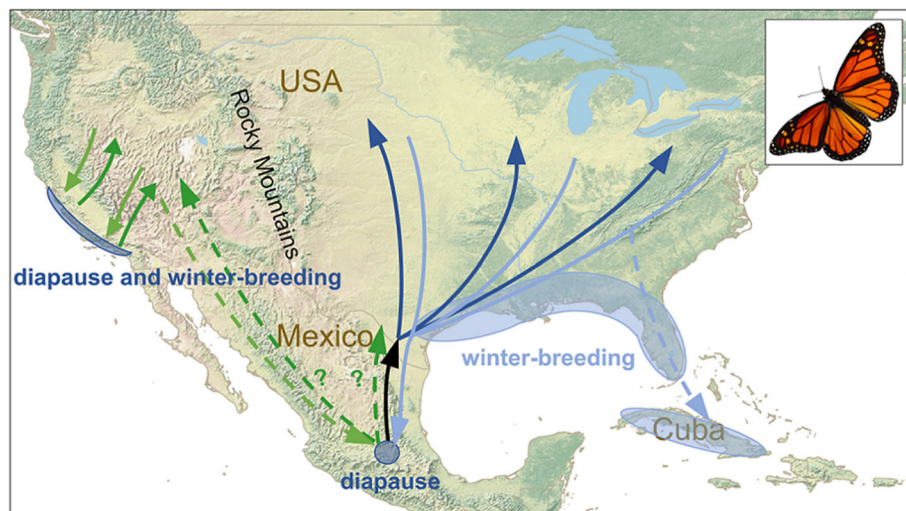 USA
Rocky Mountains
diapause and winter-breeding
Mexico
winter-breeding
? ?
Cuba
diapause